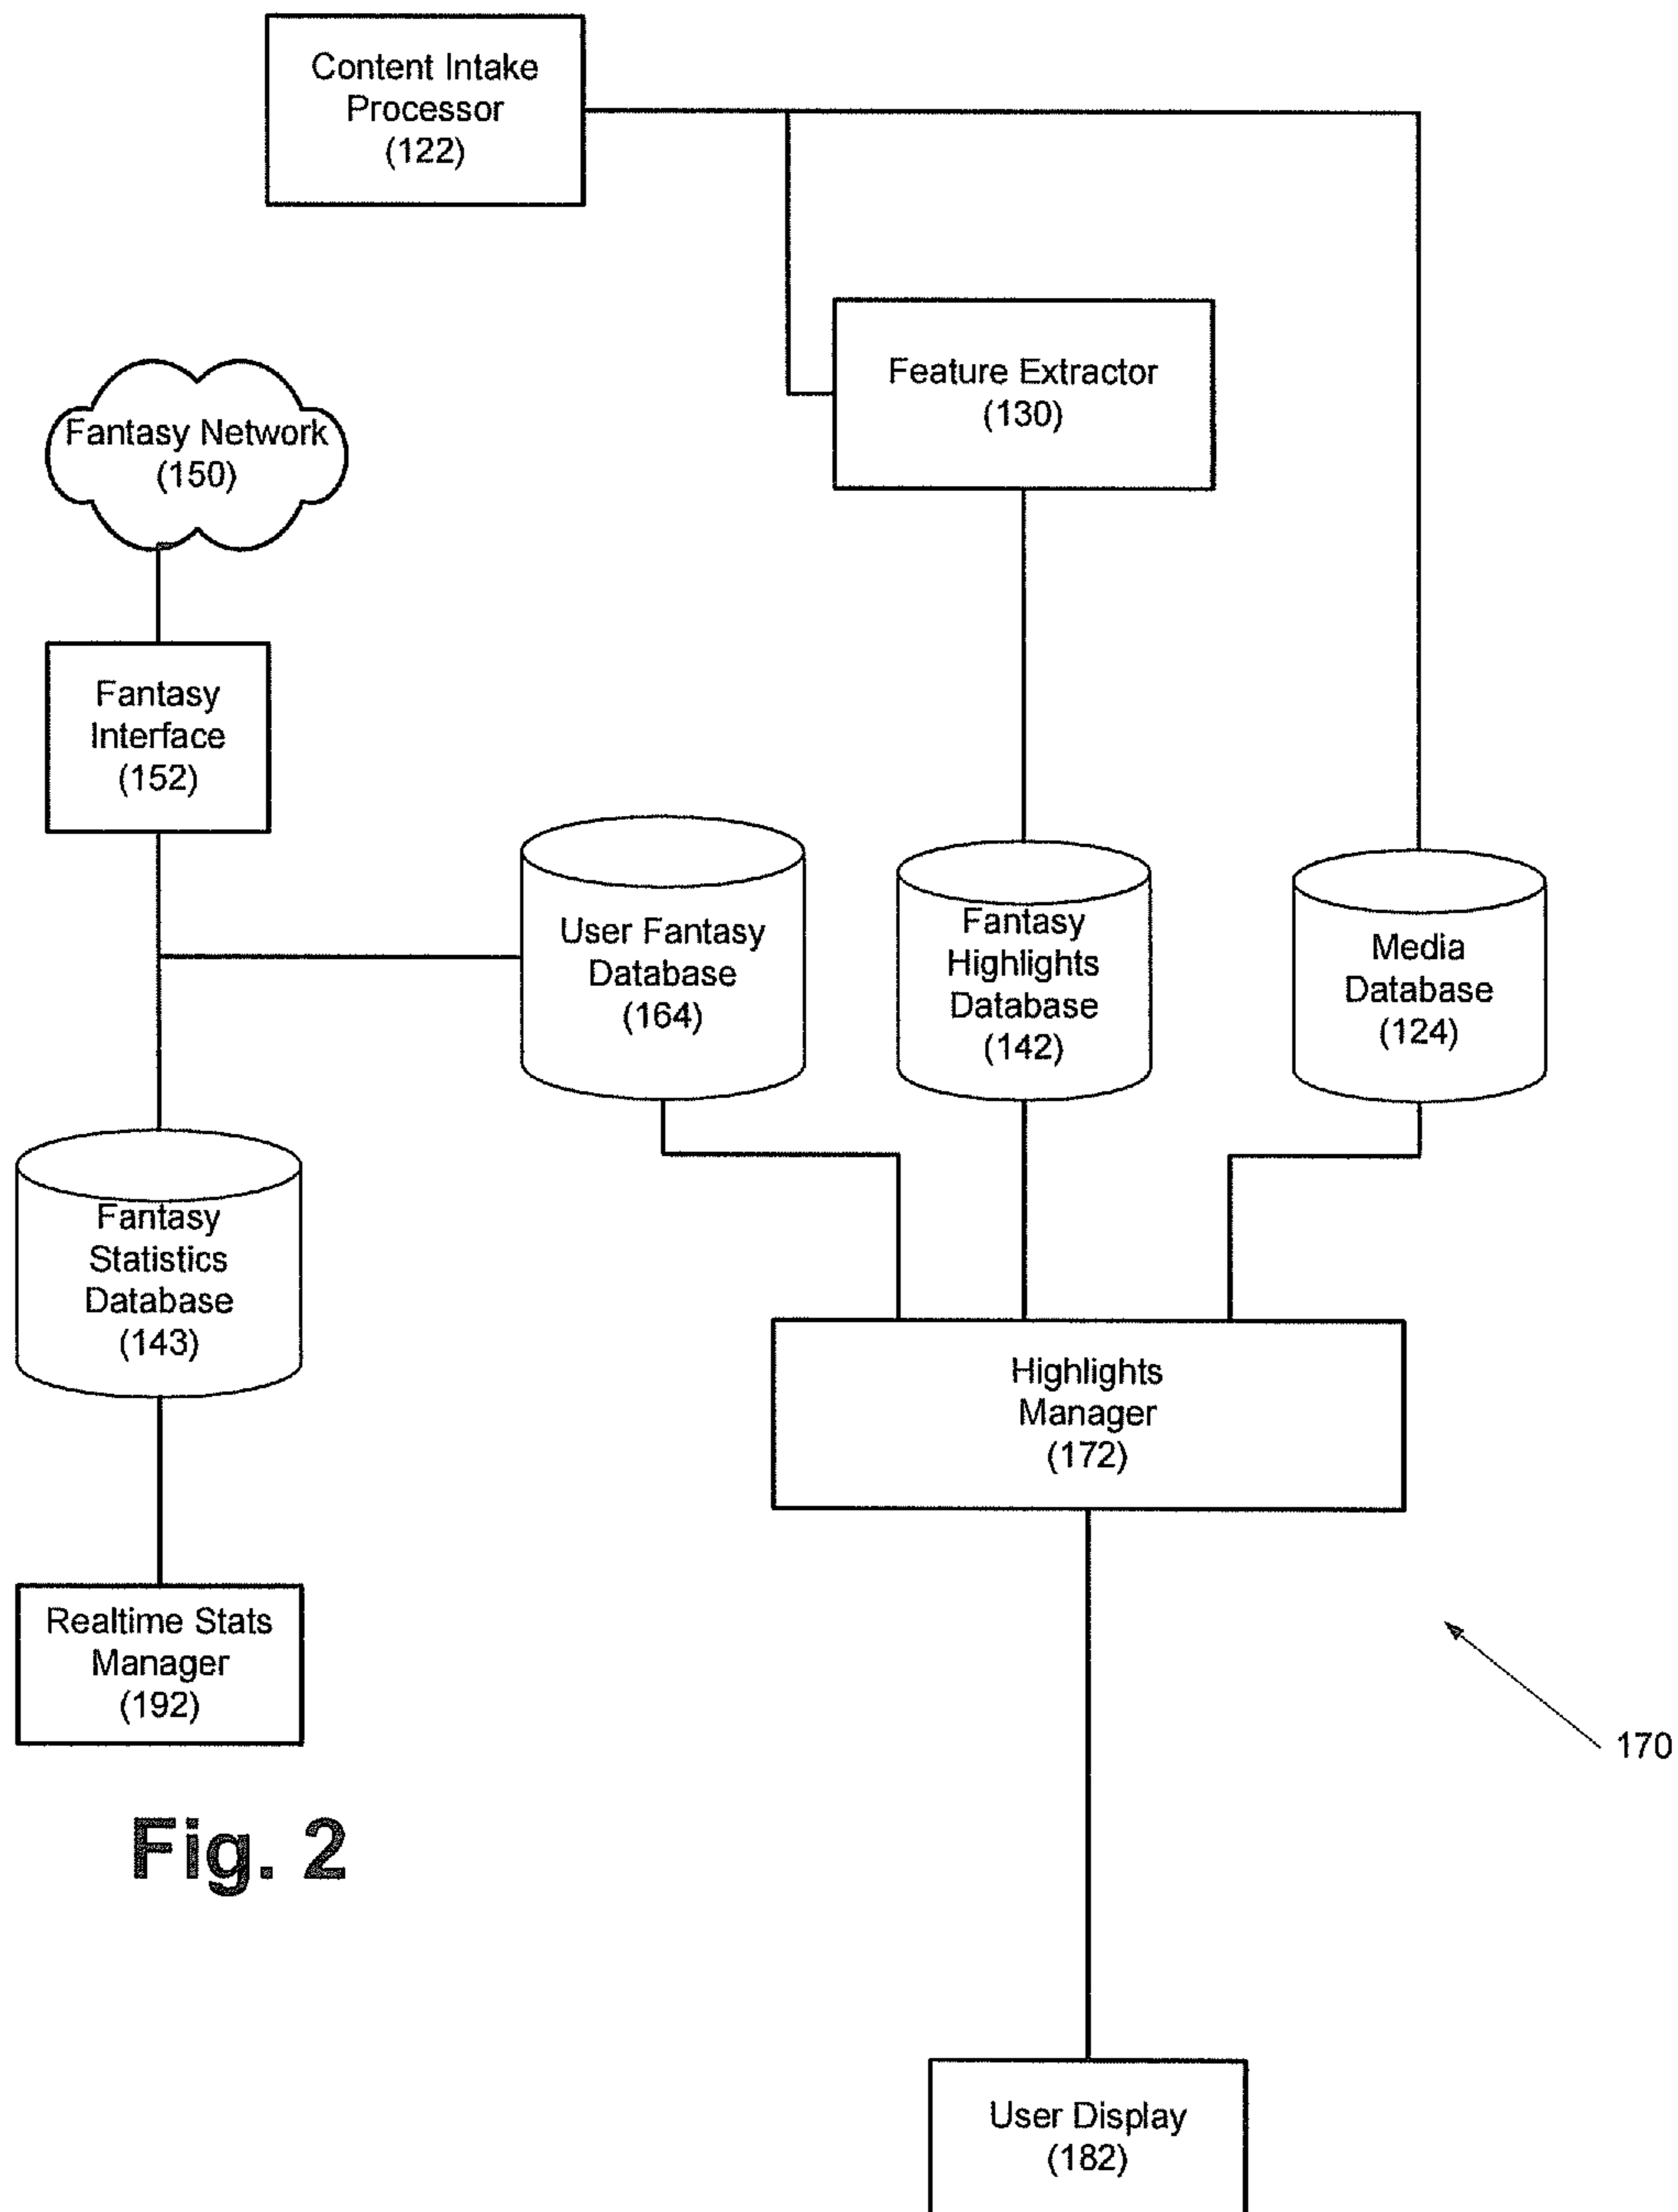 Content Intake
Processor
(122)
Feature Extractor
(130)
Fantasy Network
(150)
Fantasy
Interface
(152)
User Fantasy
Database
(164)
Fantasy
Highlights
Database
(142)
Media
Database
(124)
Fantasy
Statistics
Database
(143)
Highlights
Manager
(172)
Realtime Stats
Manager
(192)
170
Fig. 2
User Display
(182)